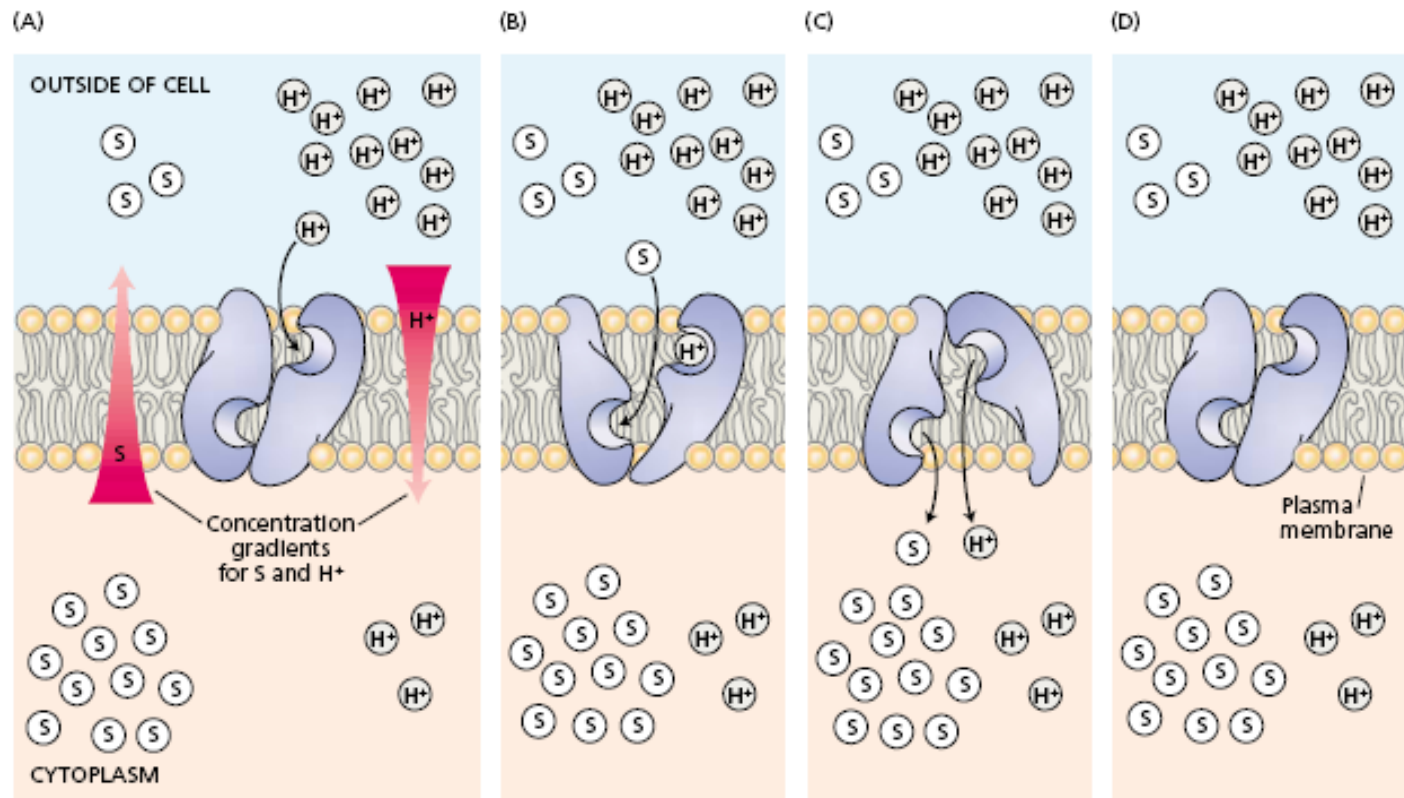 (A)
OUTSIDE OF CELL
H+ H+ H+ H+ H+ H+ H+ H+ H+ H+
S S S
H+
H+
S
Concentration
gradients
for S and H+
S S S S S S S S S S S
H+ H+ H+
CYTOPLASM
(B)
H+ H+ H+ H+ H+ H+ H+ H+ H+ H+
S S S
S
H+
S S S S S S S S S S S
H+ H+ H+
(C)
H+ H+ H+ H+ H+ H+ H+ H+ H+ H+
S S S
S H+
S S S S S S S S S S S S
H+ H+ H+
(D)
H+ H+ H+ H+ H+ H+ H+ H+ H+ H+
S S S
Plasma
membrane
S S S S S S S S S S S
H+ H+ H+